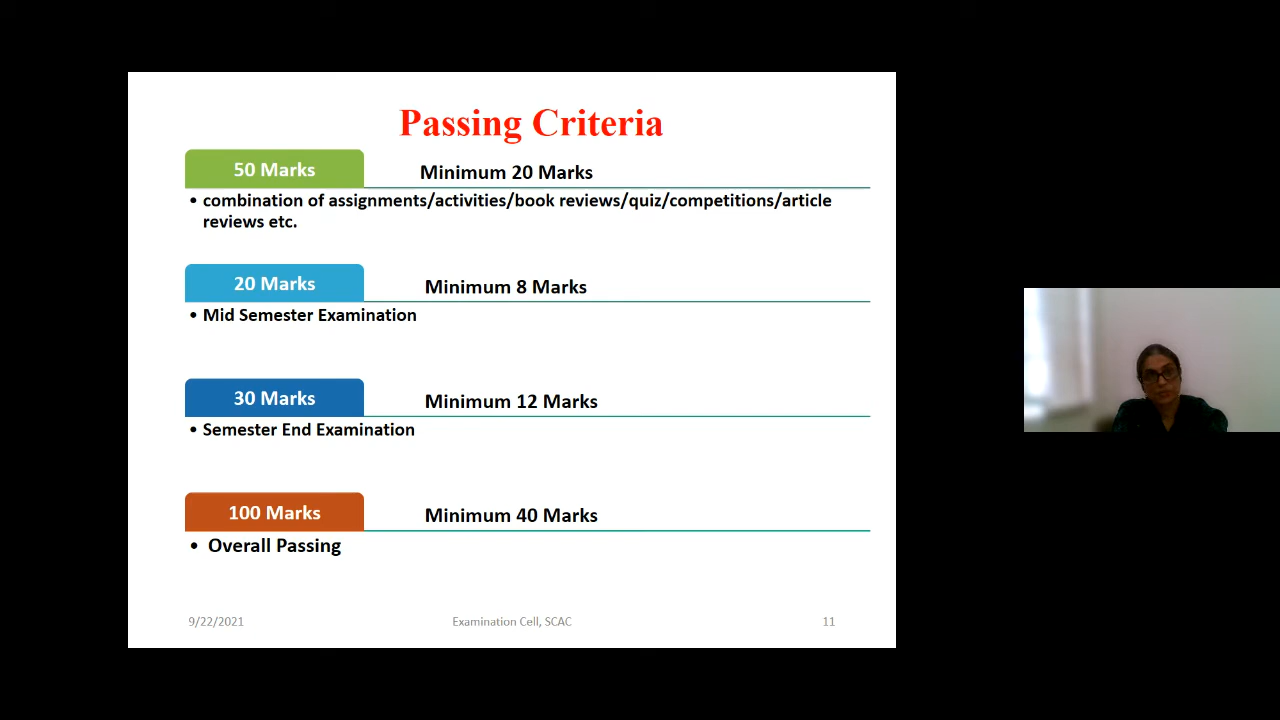 Passing Criteria
50 Marks
Minimum 20 Marks
• combination of assignments/activities/book reviews/quiz/competitions/article
reviews etc.
20 Marks
Minimum 8 Marks
• Mid Semester Examination
30 Marks
Minimum 12 Marks
• Semester End Examination
100 Marks
Minimum 40 Marks
• Overall Passing
9/22/2021
Examination Cell, SCAC
11